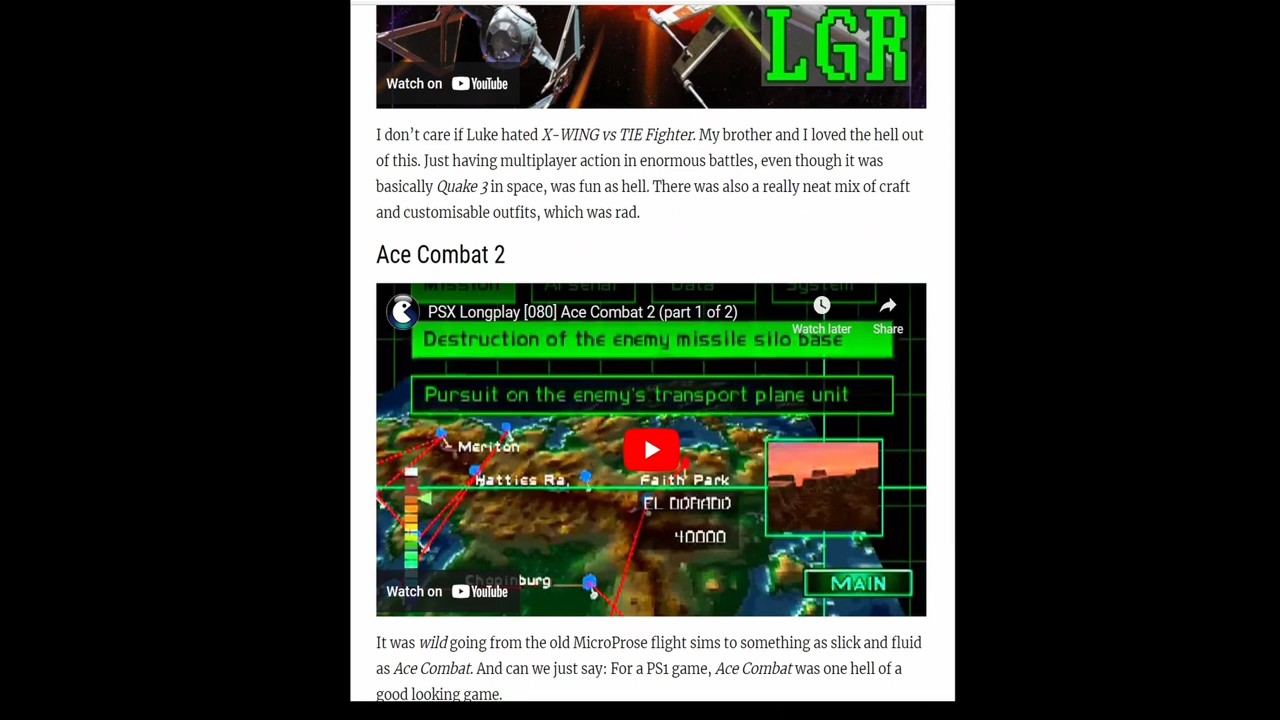 LGR
Watch on YouTube
I don’t care if Luke hated X-WING vs TIE Fighter. My brother and I loved the hell out
of this. Just having multiplayer action in enormous battles, even though it was
basically Quake 3 in space, was fun as hell. There was also a really neat mix of craft
and customisable outfits, which was rad.
Ace Combat 2
Mission Arsenal Data System
PSX Longplay [080] Ace Combat 2 (part 1 of 2)
Watch later Share
Destruction of the enemy missile silo base
Pursuit on the enemy's transport plane unit
Meriton
Hatties Ra, Faith Park
EL DORADO
40000
Chopinburg
MAIN
Watch on YouTube
It was wild going from the old MicroProse flight sims to something as slick and fluid
as Ace Combat. And can we just say: For a PS1 game, Ace Combat was one hell of a
good looking game.